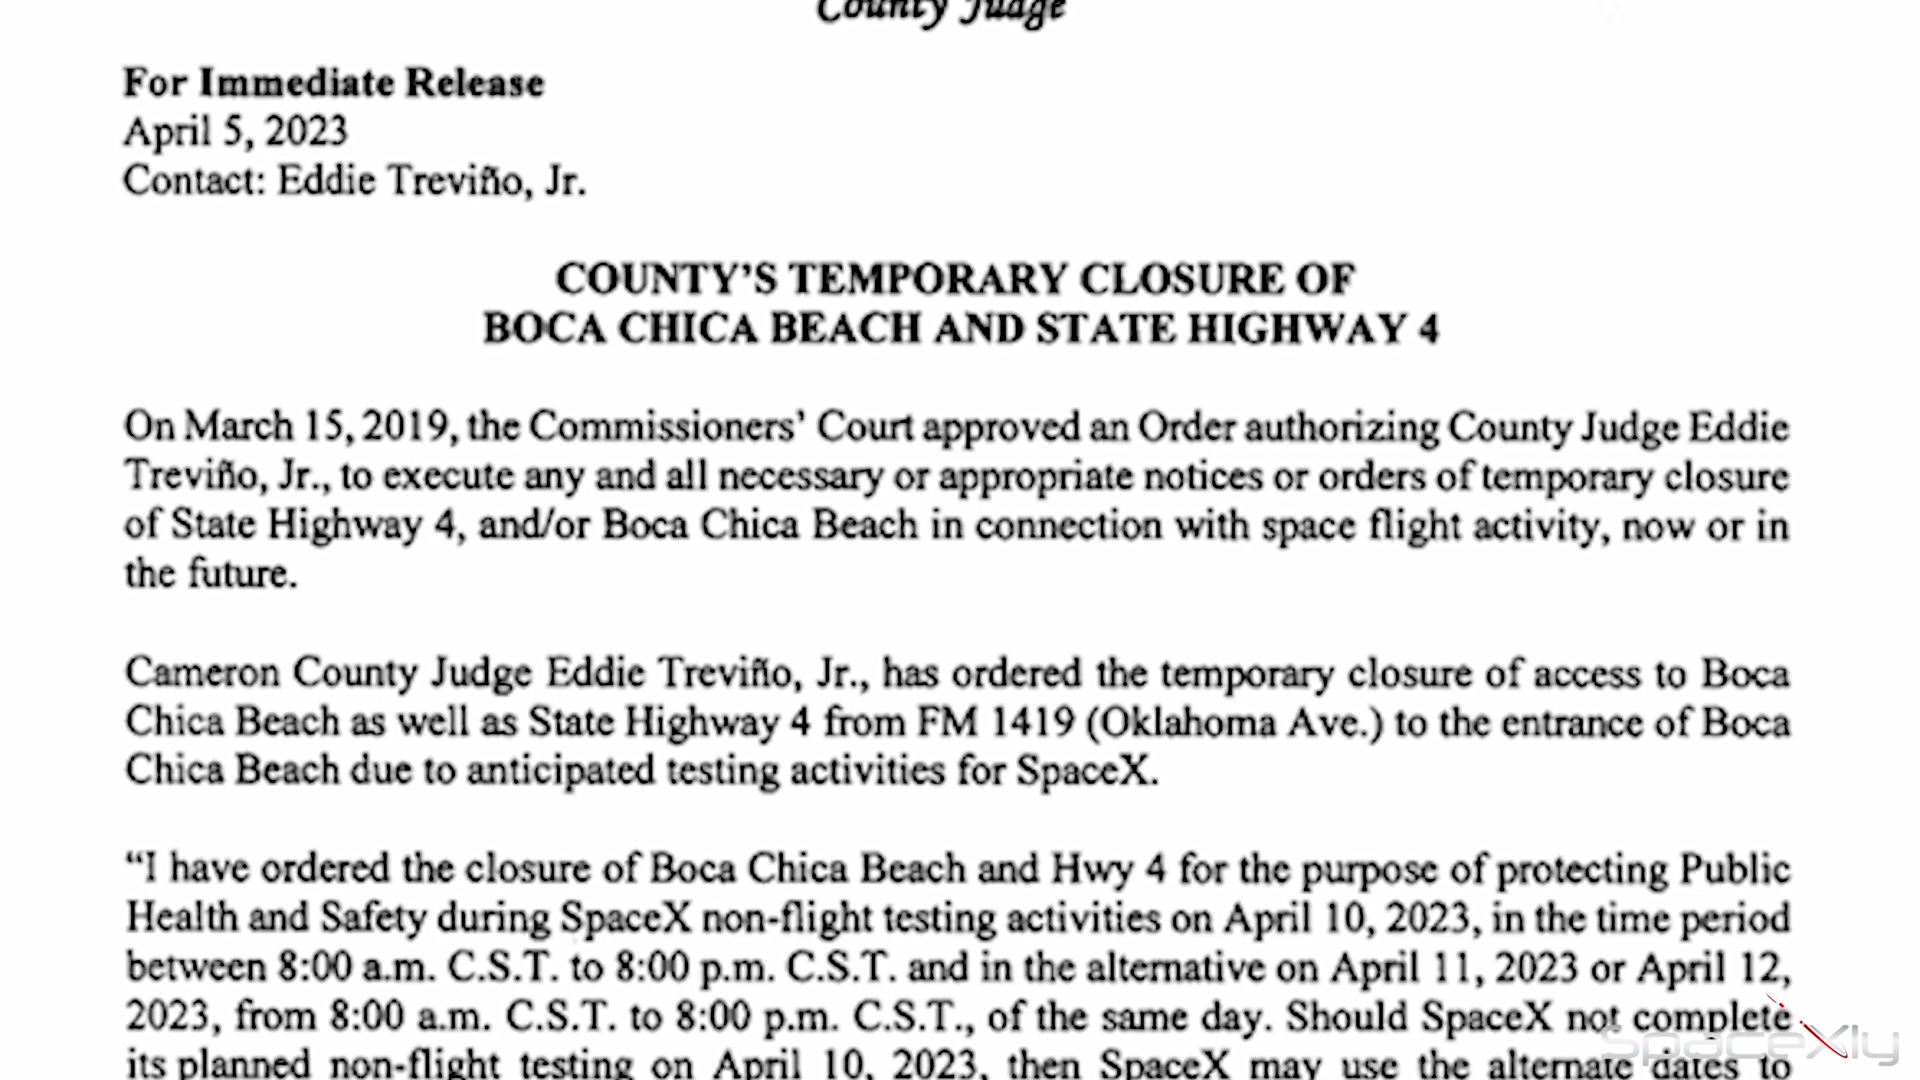 County Judge
For Immediate Release
April 5, 2023
Contact: Eddie Treviño, Jr.
COUNTY’S TEMPORARY CLOSURE OF
BOCA CHICA BEACH AND STATE HIGHWAY 4
On March 15, 2019, the Commissioners’ Court approved an Order authorizing County Judge Eddie
Treviño, Jr., to execute any and all necessary or appropriate notices or orders of temporary closure
of State Highway 4, and/or Boca Chica Beach in connection with space flight activity, now or in
the future.
Cameron County Judge Eddie Treviño, Jr., has ordered the temporary closure of access to Boca
Chica Beach as well as State Highway 4 from FM 1419 (Oklahoma Ave.) to the entrance of Boca
Chica Beach due to anticipated testing activities for SpaceX.
“I have ordered the closure of Boca Chica Beach and Hwy 4 for the purpose of protecting Public
Health and Safety during SpaceX non-flight testing activities on April 10, 2023, in the time period
between 8:00 a.m. C.S.T. to 8:00 p.m. C.S.T. and in the alternative on April 11, 2023 or April 12,
2023, from 8:00 a.m. C.S.T. to 8:00 p.m. C.S.T., of the same day. Should SpaceX not complete
its planned non-flight testing on April 10, 2023, then SpaceX may use the alternate dates to
SpaceXly